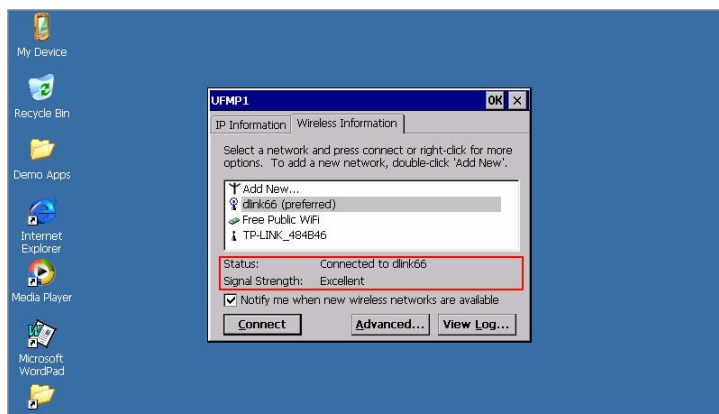 My Device
Recycle Bin
Demo Apps
Internet
Explorer
Media Player
Microsoft
WordPad
UFMP1
OK
IP Information
Wireless Information
Select a network and press connect or right-click for more
options. To add a new network, double-click 'Add New'.
Add New...
dlink66 (preferred)
Free Public WiFi
TP-LINK_484B46
Status: Connected to dlink66
Signal Strength: Excellent
Notify me when new wireless networks are available
Connect
Advanced...
View Log...